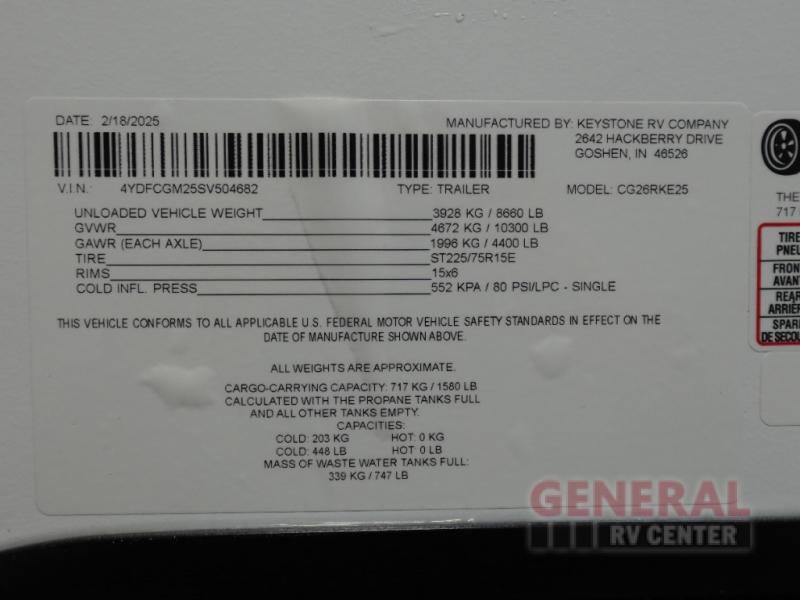 DATE: 2/18/2025
MANUFACTURED BY: KEYSTONE RV COMPANY
2642 HACKBERRY DRIVE
GOSHEN, IN 46526
V.I.N.: 4YDFCGM25SV504682 TYPE: TRAILER MODEL: CG26RKE25
UNLOADED VEHICLE WEIGHT 3928 KG / 8660 LB
GVWR 4672 KG / 10300 LB
GAWR (EACH AXLE) 1996 KG / 4400 LB
TIRE ST225/75R15E
RIMS 15x6
COLD INFL. PRESS 552 KPA / 80 PSI/LPC - SINGLE
THIS VEHICLE CONFORMS TO ALL APPLICABLE U.S. FEDERAL MOTOR VEHICLE SAFETY STANDARDS IN EFFECT ON THE
DATE OF MANUFACTURE SHOWN ABOVE.
ALL WEIGHTS ARE APPROXIMATE.
CARGO-CARRYING CAPACITY: 717 KG / 1580 LB
CALCULATED WITH THE PROPANE TANKS FULL
AND ALL OTHER TANKS EMPTY.
CAPACITIES:
COLD: 203 KG HOT: 0 KG
COLD: 448 LB HOT: 0 LB
MASS OF WASTE WATER TANKS FULL:
339 KG / 747 LB
THE
717
TIRE
PNEU
FRON
AVANT
REAR
ARRIÈR
SPARE
DE SECOU
GENERAL
RV CENTER